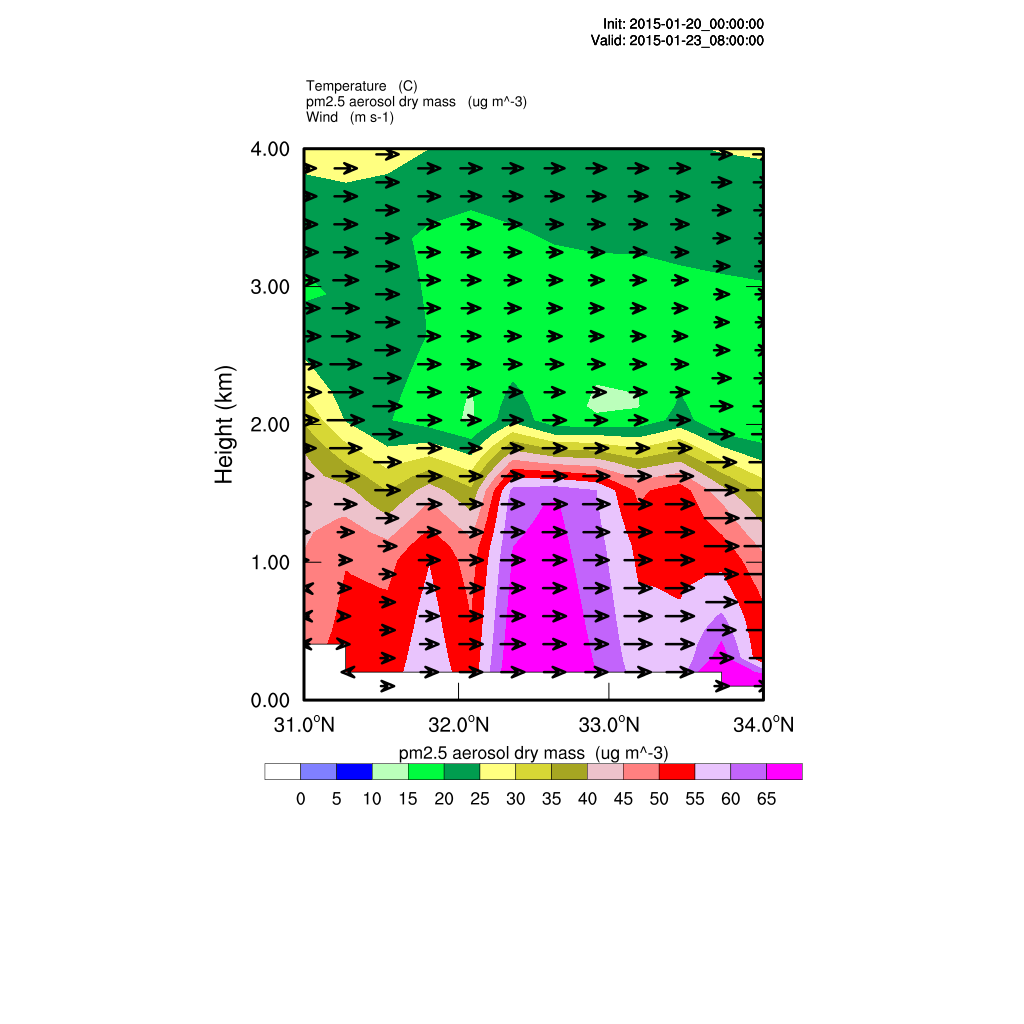 Init: 2015-01-20_00:00:00
Valid: 2015-01-23_08:00:00
Temperature (C)
pm2.5 aerosol dry mass (ug m^-3)
Wind (m s-1)
4.00
3.00
2.00
1.00
0.00
Height (km)
31.0°N 32.0°N 33.0°N 34.0°N
pm2.5 aerosol dry mass (ug m^-3)
0 5 10 15 20 25 30 35 40 45 50 55 60 65